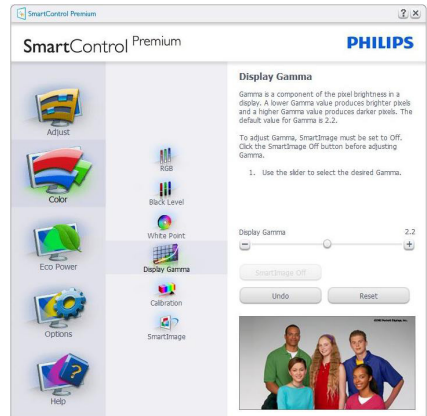 SmartControl Premium
SmartControl Premium
PHILIPS
Adjust
Color
Eco Power
Options
Help
RGB
Black Level
White Point
Display Gamma
Calibration
SmartImage
Display Gamma
Gamma is a component of the pixel brightness in a
display. A lower Gamma value produces brighter pixels
and a higher Gamma value produces darker pixels. The
default value for Gamma is 2.2.
To adjust Gamma, SmartImage must be set to Off.
Click the SmartImage Off button before adjusting
Gamma.
1. Use the slider to select the desired Gamma.
Display Gamma 2.2
SmartImage Off
Undo Reset